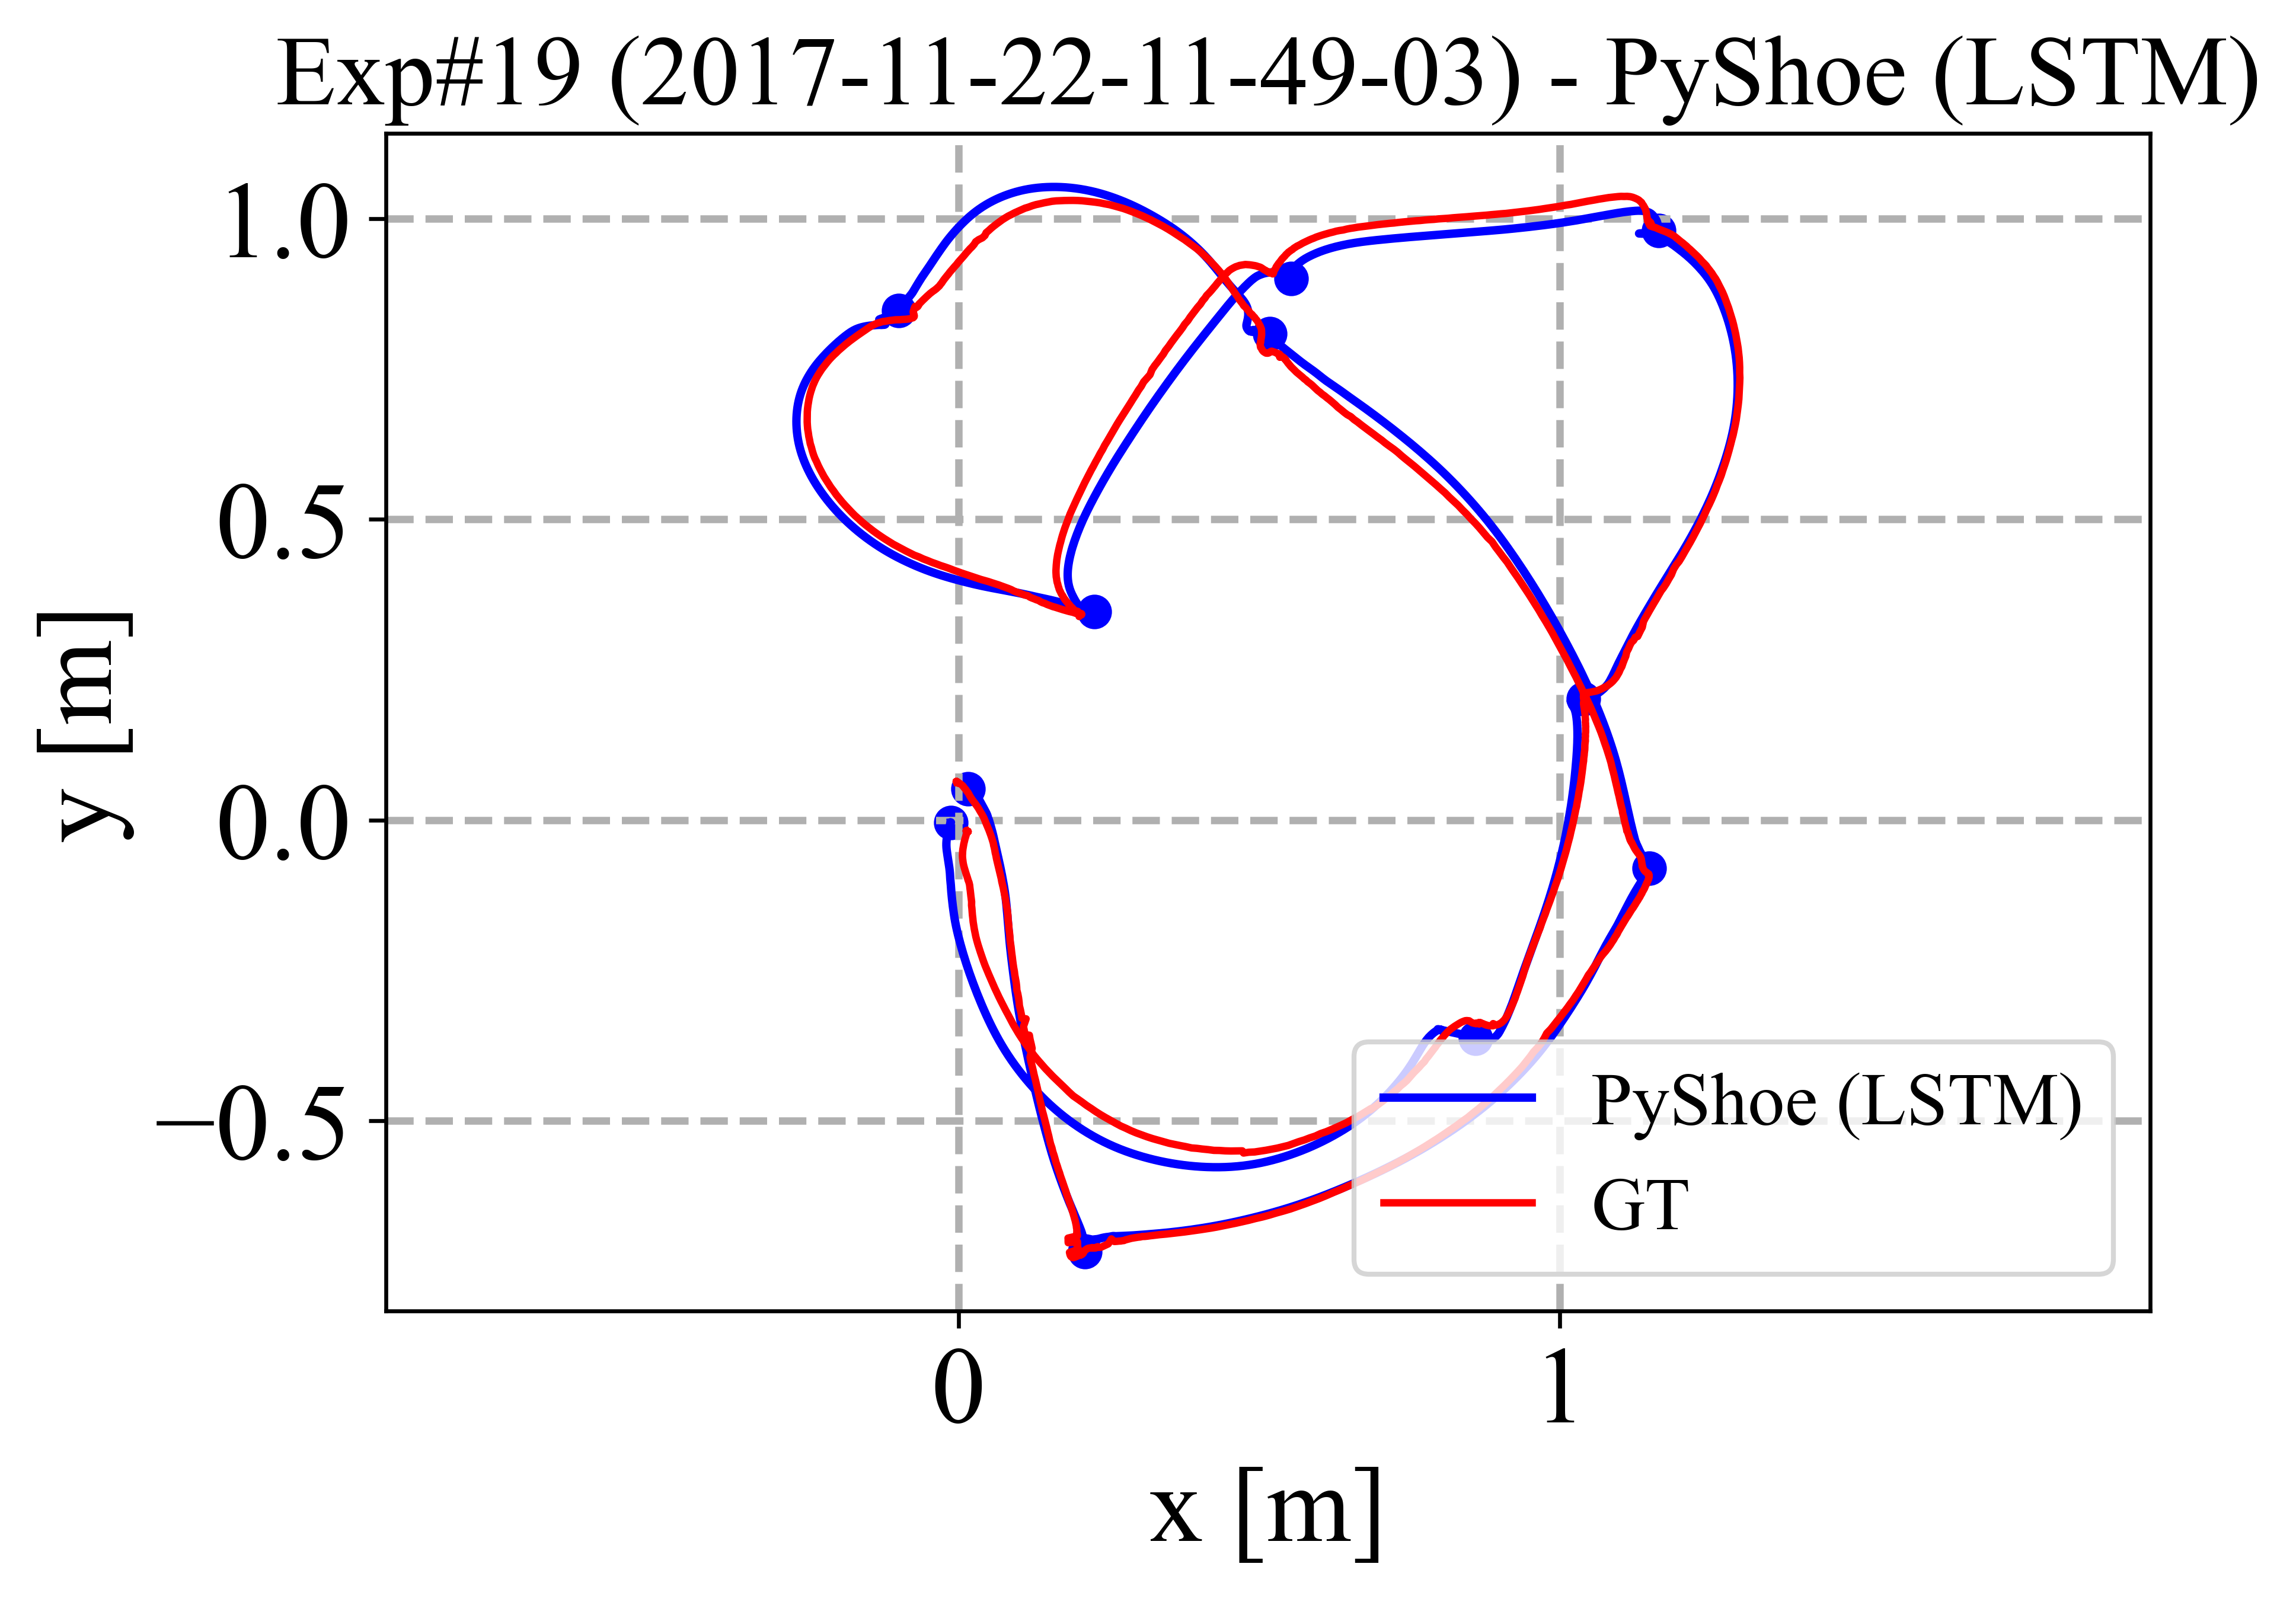 Exp#19 (2017-11-22-11-49-03) - PyShoe (LSTM)
1.0
0.5
0.0
−0.5
y [m]
0
1
x [m]
PyShoe (LSTM)
GT